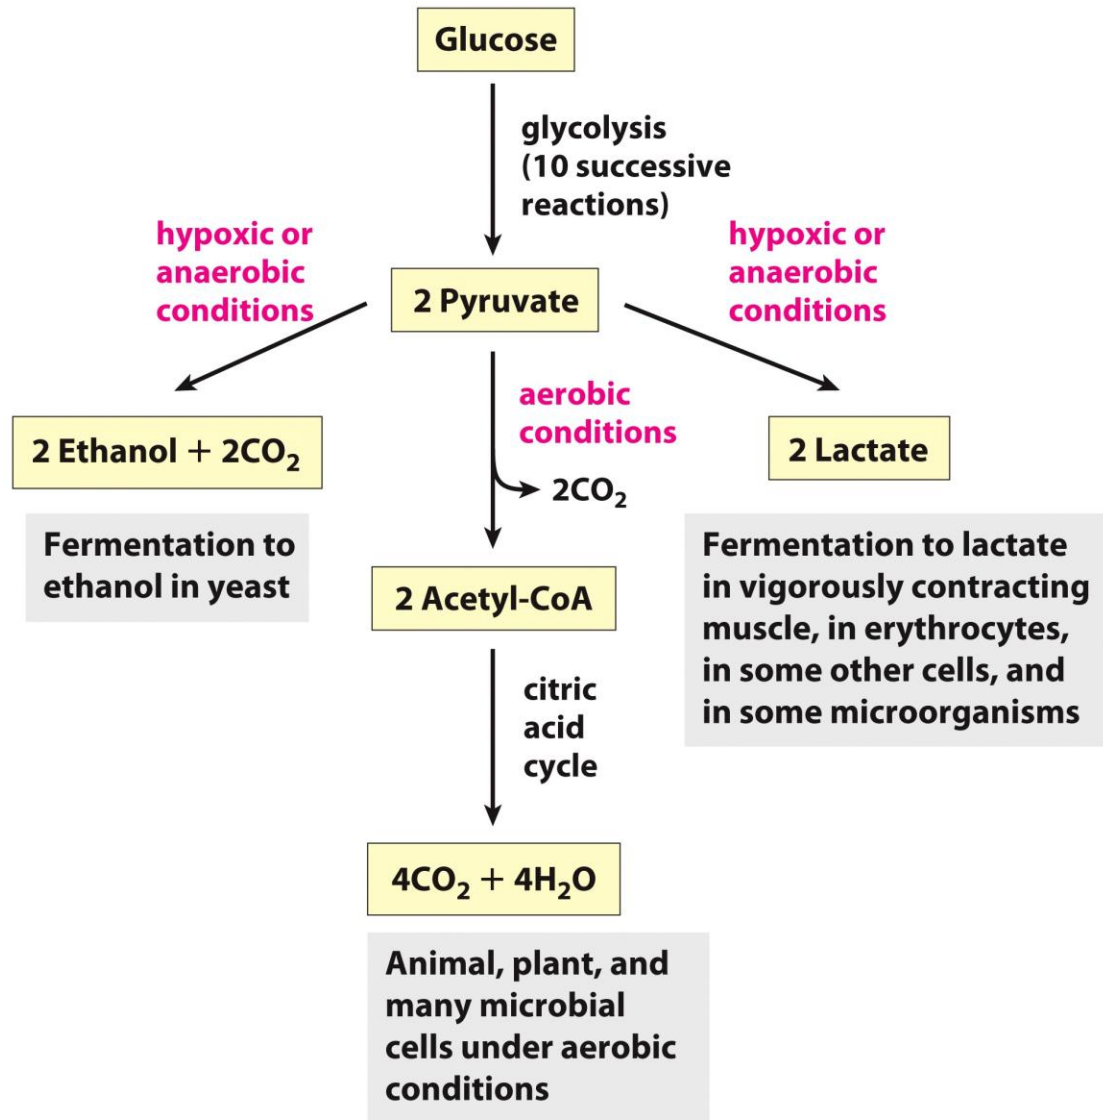 Glucose
glycolysis
(10 successive
reactions)
hypoxic or
anaerobic
conditions
hypoxic or
anaerobic
conditions
2 Pyruvate
aerobic
conditions
2 Ethanol + 2CO₂
2CO₂
2 Lactate
Fermentation to
ethanol in yeast
2 Acetyl-CoA
Fermentation to lactate
in vigorously contracting
muscle, in erythrocytes,
in some other cells, and
in some microorganisms
citric
acid
cycle
4CO₂ + 4H₂O
Animal, plant, and
many microbial
cells under aerobic
conditions